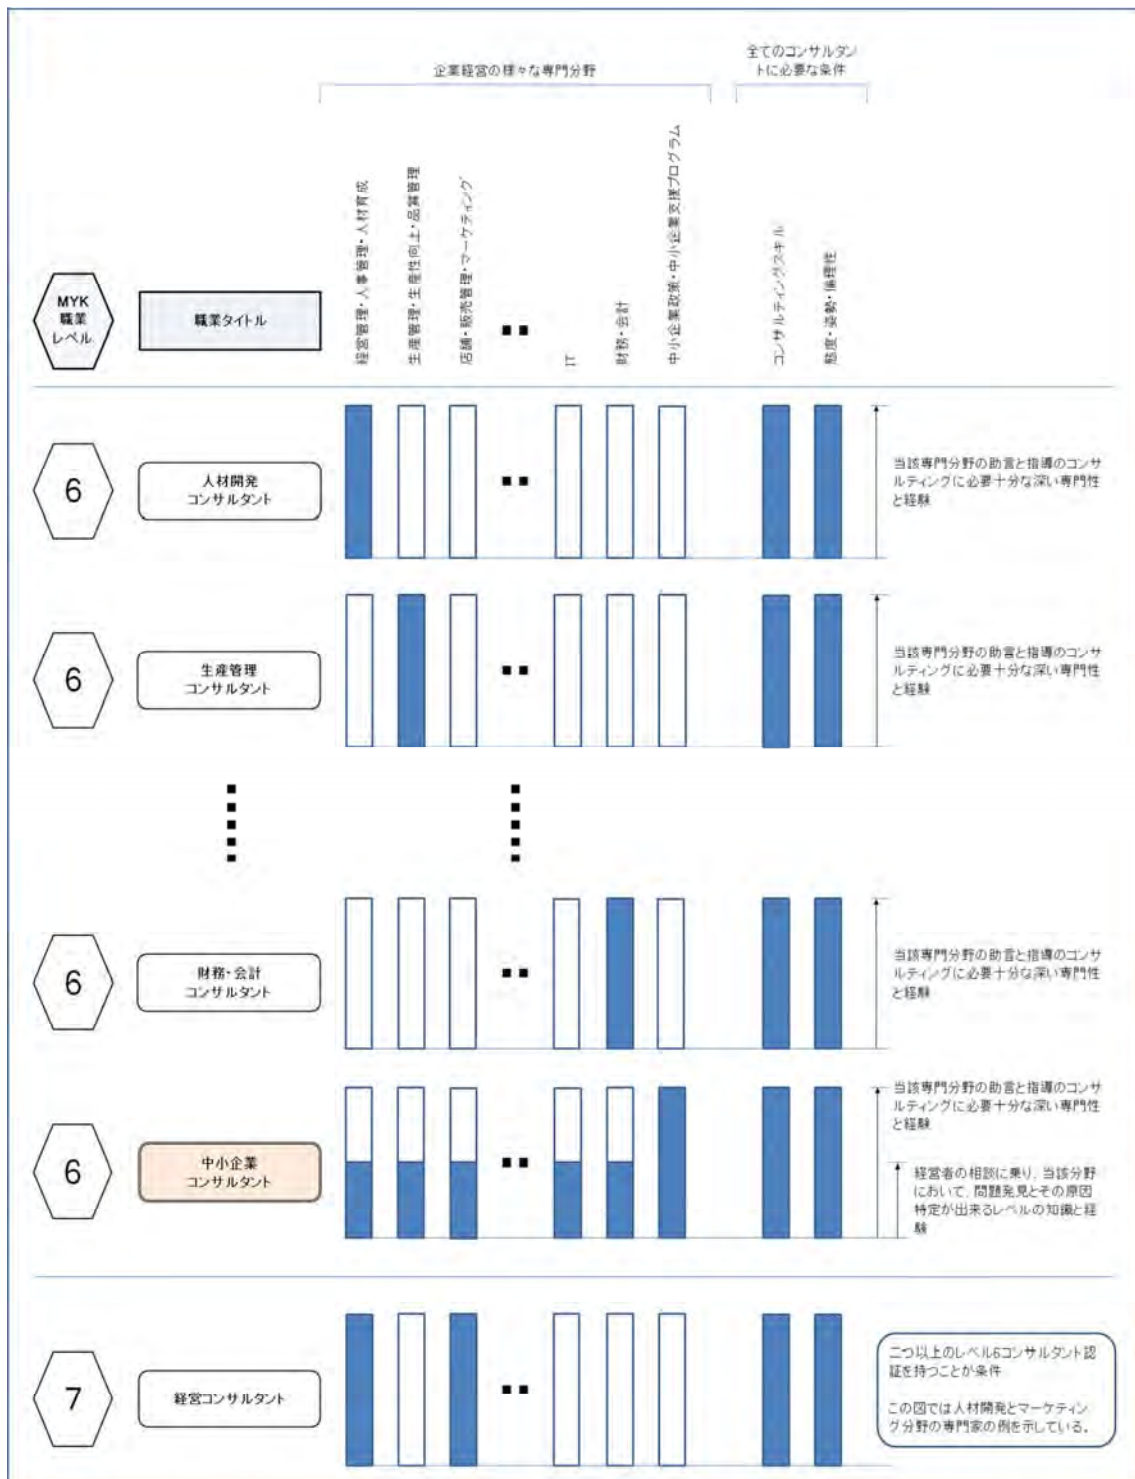 企業経営の様々な専門分野
全てのコンサルタン
トに必要な条件
MYK
職業
レベル
職業タイトル
経営管理・人事管理・人材育成
生産管理・生産性向上・品質管理
店舗・販売管理・マーケティング
IT
財務・会計
中小企業政策・中小企業支援プログラム
コンサルティングスキル
態度・姿勢・倫理性
6
人材開発
コンサルタント
当該専門分野の助言と指導のコンサ
ルティングに必要十分な深い専門性
と経験
6
生産管理
コンサルタント
当該専門分野の助言と指導のコンサ
ルティングに必要十分な深い専門性
と経験
6
財務・会計
コンサルタント
当該専門分野の助言と指導のコンサ
ルティングに必要十分な深い専門性
と経験
6
中小企業
コンサルタント
当該専門分野の助言と指導のコンサ
ルティングに必要十分な深い専門性
と経験
経営者の相談に乗り、当該分野
において、問題発見とその原因
特定が出来るレベルの知識と経
験
7
経営コンサルタント
二つ以上のレベル6コンサルタント認
証を持つことが条件
この図では人材開発とマーケティン
グ分野の専門家の例を示している。